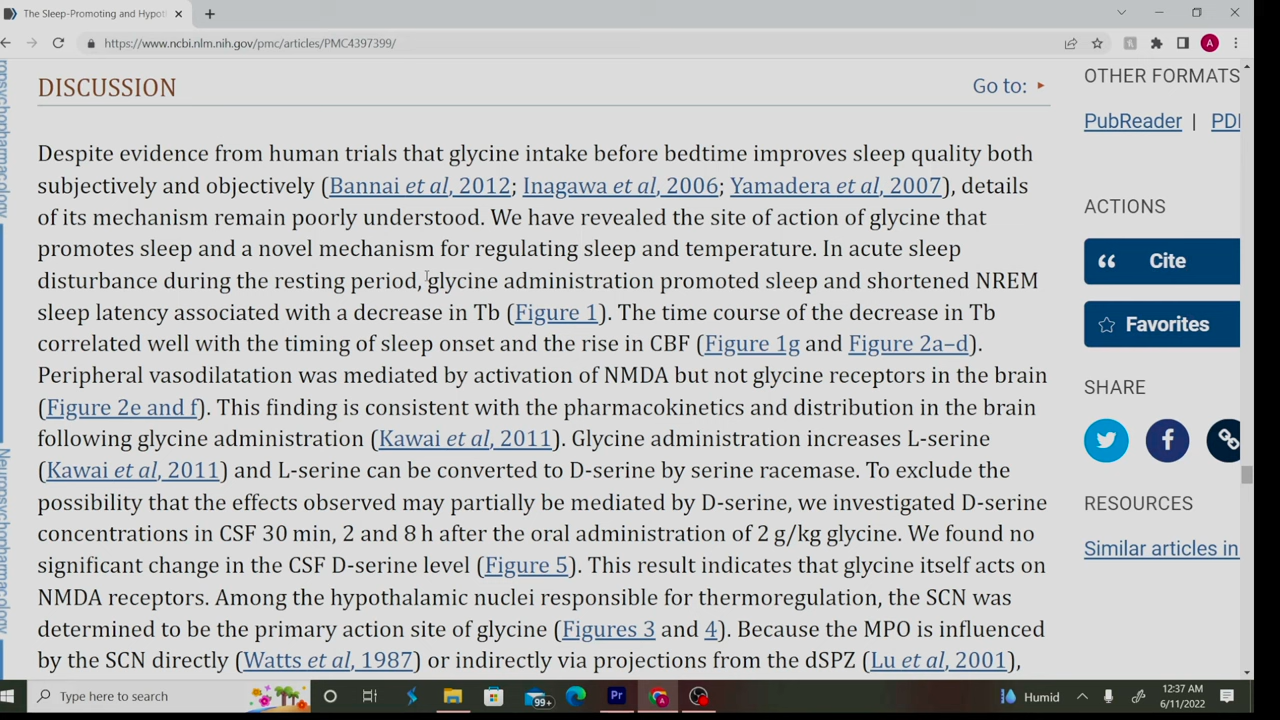 The Sleep-Promoting and Hypot
https://www.ncbi.nlm.nih.gov/pmc/articles/PMC4397399/
A
Neuropsychopharmacology
Neuropsychopharmacology
DISCUSSION
Go to:
Despite evidence from human trials that glycine intake before bedtime improves sleep quality both
subjectively and objectively (Bannai et al, 2012; Inagawa et al, 2006; Yamadera et al, 2007), details
of its mechanism remain poorly understood. We have revealed the site of action of glycine that
promotes sleep and a novel mechanism for regulating sleep and temperature. In acute sleep
disturbance during the resting period, glycine administration promoted sleep and shortened NREM
sleep latency associated with a decrease in Tb (Figure 1). The time course of the decrease in Tb
correlated well with the timing of sleep onset and the rise in CBF (Figure 1g and Figure 2a–d).
Peripheral vasodilatation was mediated by activation of NMDA but not glycine receptors in the brain
(Figure 2e and f). This finding is consistent with the pharmacokinetics and distribution in the brain
following glycine administration (Kawai et al, 2011). Glycine administration increases L-serine
(Kawai et al, 2011) and L-serine can be converted to D-serine by serine racemase. To exclude the
possibility that the effects observed may partially be mediated by D-serine, we investigated D-serine
concentrations in CSF 30 min, 2 and 8 h after the oral administration of 2 g/kg glycine. We found no
significant change in the CSF D-serine level (Figure 5). This result indicates that glycine itself acts on
NMDA receptors. Among the hypothalamic nuclei responsible for thermoregulation, the SCN was
determined to be the primary action site of glycine (Figures 3 and 4). Because the MPO is influenced
by the SCN directly (Watts et al, 1987) or indirectly via projections from the dSPZ (Lu et al, 2001),
OTHER FORMATS
PubReader | PDF
ACTIONS
Cite
Favorites
SHARE
RESOURCES
Similar articles in
Type here to search
99+
Pr
Humid
12:37 AM
6/11/2022